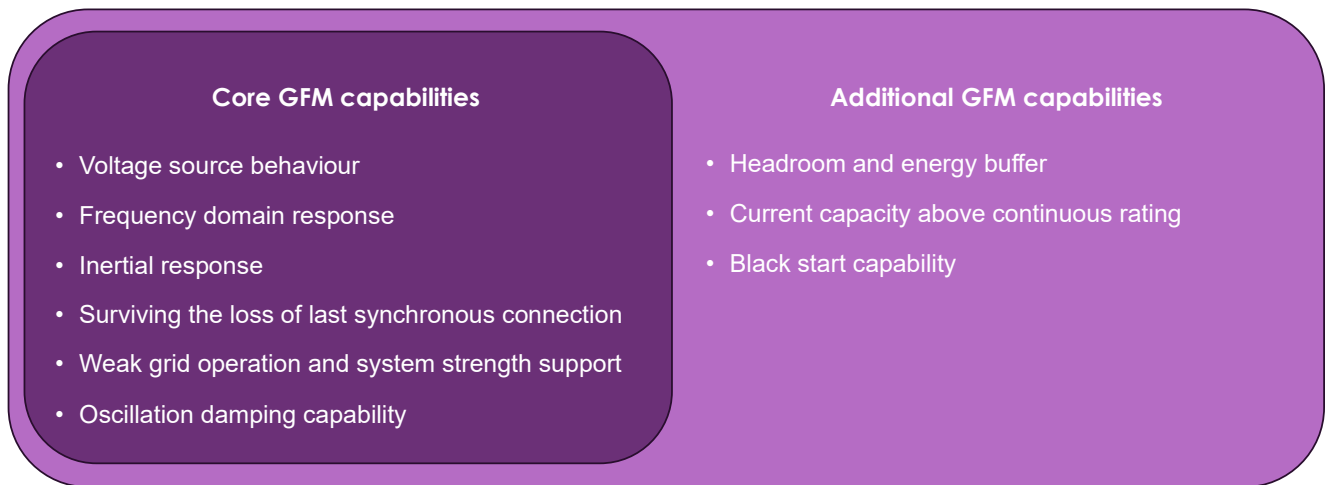 Core GFM capabilities
• Voltage source behaviour
• Frequency domain response
• Inertial response
• Surviving the loss of last synchronous connection
• Weak grid operation and system strength support
• Oscillation damping capability
Additional GFM capabilities
• Headroom and energy buffer
• Current capacity above continuous rating
• Black start capability